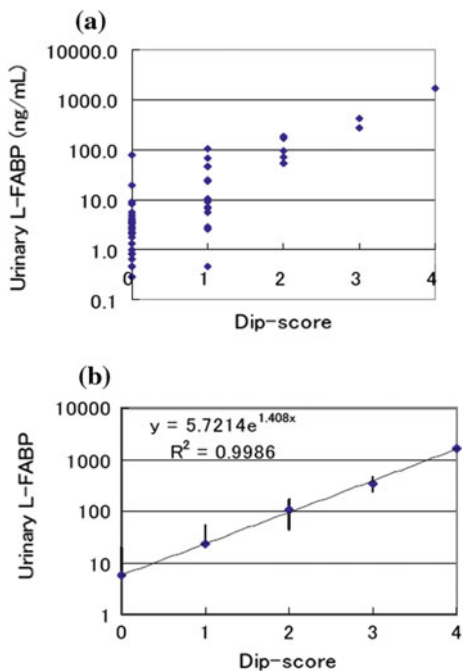 (a)
Urinary L-FABP (ng/mL)
10000.0
1000.0
100.0
10.0
1.0
0.1
0 1 2 3 4
Dip-score
(b)
Urinary L-FABP
10000
1000
100
10
1
y = 5.7214e^1.408x
R² = 0.9986
0 1 2 3 4
Dip-score